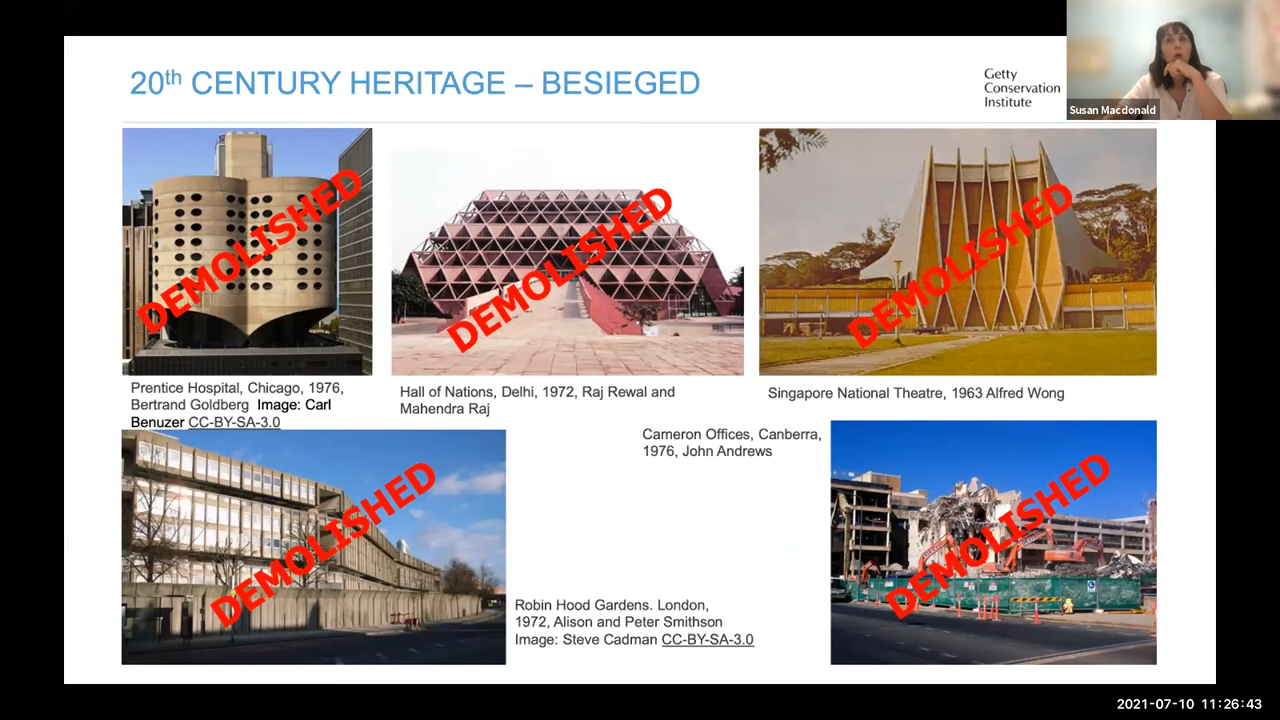 20th CENTURY HERITAGE – BESIEGED
Getty
Conservation
Institute
Susan Macdonald
DEMOLISHED
DEMOLISHED
DEMOLISHED
Prentice Hospital, Chicago, 1976,
Bertrand Goldberg Image: Carl
Benuzer CC-BY-SA-3.0
Hall of Nations, Delhi, 1972, Raj Rewal and
Mahendra Raj
Singapore National Theatre, 1963 Alfred Wong
DEMOLISHED
Robin Hood Gardens. London,
1972, Alison and Peter Smithson
Image: Steve Cadman CC-BY-SA-3.0
Cameron Offices, Canberra,
1976, John Andrews
DEMOLISHED
2021-07-10 11:26:43